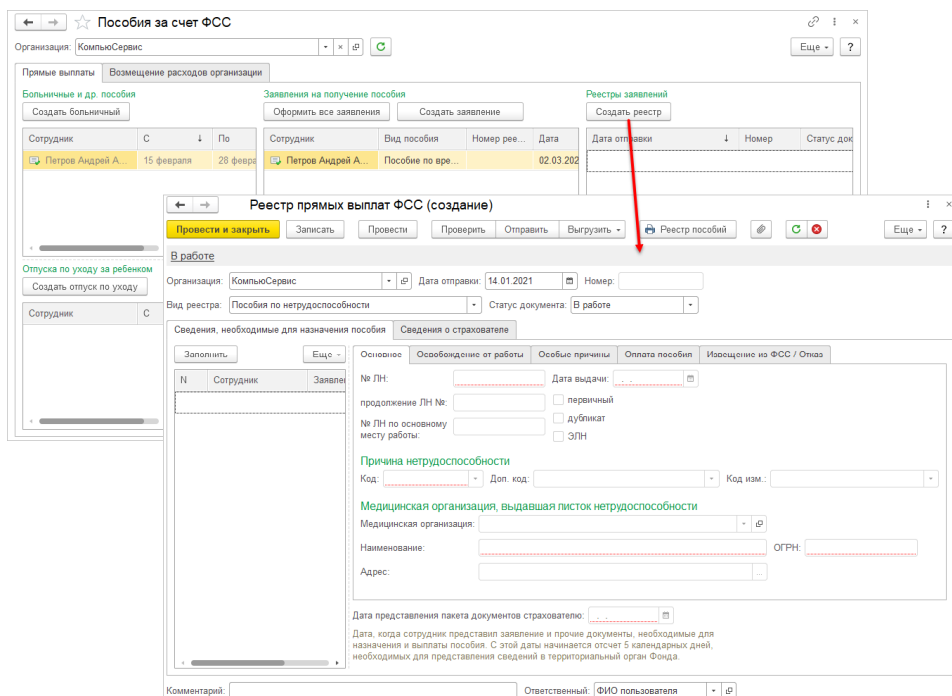 Пособия за счет ФСС
Организация: КомпьюСервис
Еще
?
Прямые выплаты
Возмещение расходов организации
Больничные и др. пособия
Заявления на получение пособия
Реестры заявлений
Создать больничный
Оформить все заявления
Создать заявление
Создать реестр
Сотрудник
С
По
Сотрудник
Вид пособия
Номер рее...
Дата
Дата отправки
Номер
Статус док
Петров Андрей А...
15 февраля
28 февра
Петров Андрей А...
Пособие по вре...
02.03.202
Отпуска по уходу за ребенком
Создать отпуск по уходу
Сотрудник
С
Реестр прямых выплат ФСС (создание)
Провести и закрыть
Записать
Провести
Проверить
Отправить
Выгрузить
Реестр пособий
Еще
?
В работе
Организация: КомпьюСервис
Дата отправки: 14.01.2021
Номер:
Вид реестра: Пособия по нетрудоспособности
Статус документа: В работе
Сведения, необходимые для назначения пособия
Сведения о страхователе
Заполнить
Еще
Основное
Освобождение от работы
Особые причины
Оплата пособия
Извещение из ФСС / Отказ
N
Сотрудник
Заявлен
№ ЛН:
Дата выдачи: . .
продолжение ЛН №:
первичный
дубликат
№ ЛН по основному
месту работы:
ЭЛН
Причина нетрудоспособности
Код:
Доп. код:
Код изм.:
Медицинская организация, выдавшая листок нетрудоспособности
Медицинская организация:
Наименование:
ОГРН:
Адрес:
...
Дата представления пакета документов страхователю: . .
Дата, когда сотрудник представил заявление и прочие документы, необходимые для
назначения и выплаты пособия. С этой даты начинается отсчет 5 календарных дней,
необходимых для представления сведений в территориальный орган Фонда.
Комментарий:
Ответственный: ФИО пользователя